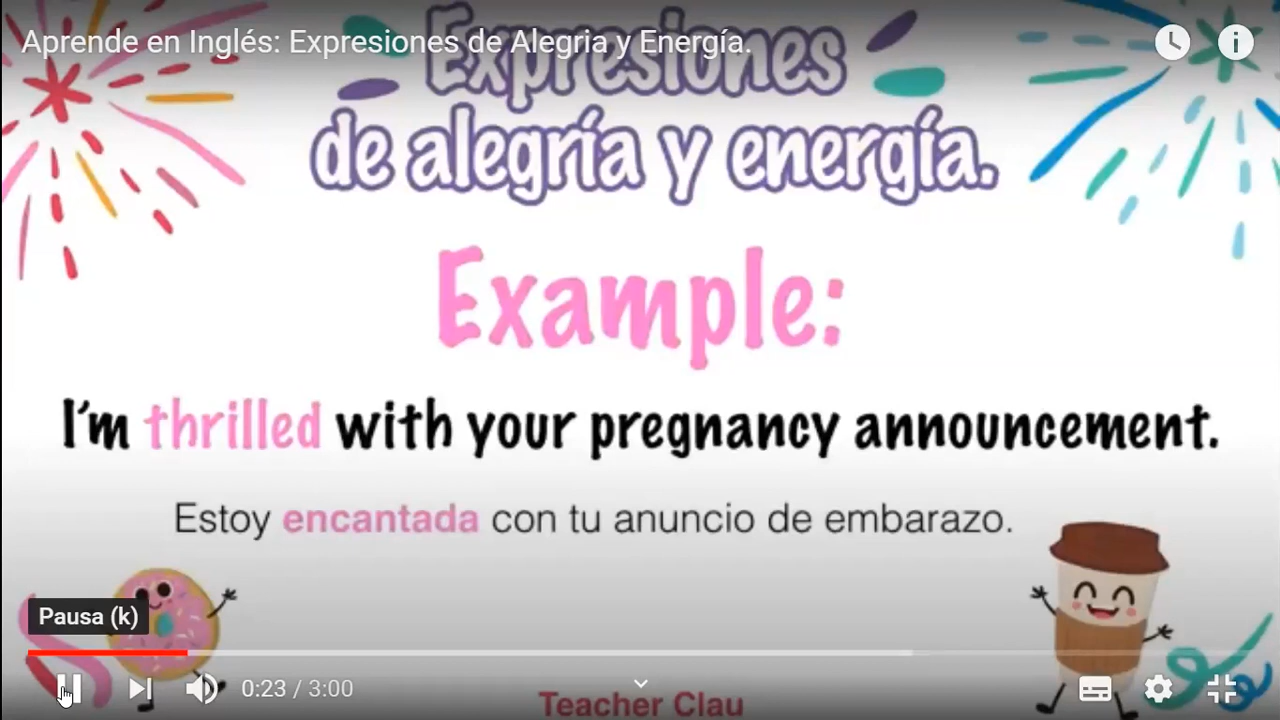 Aprende en Inglés: Expresiones de Alegria y Energía.
Expresiones
de alegría y energía.
Example:
I'm thrilled with your pregnancy announcement.
Estoy encantada con tu anuncio de embarazo.
Pausa (k)
0:23 / 3:00
Teacher Clau